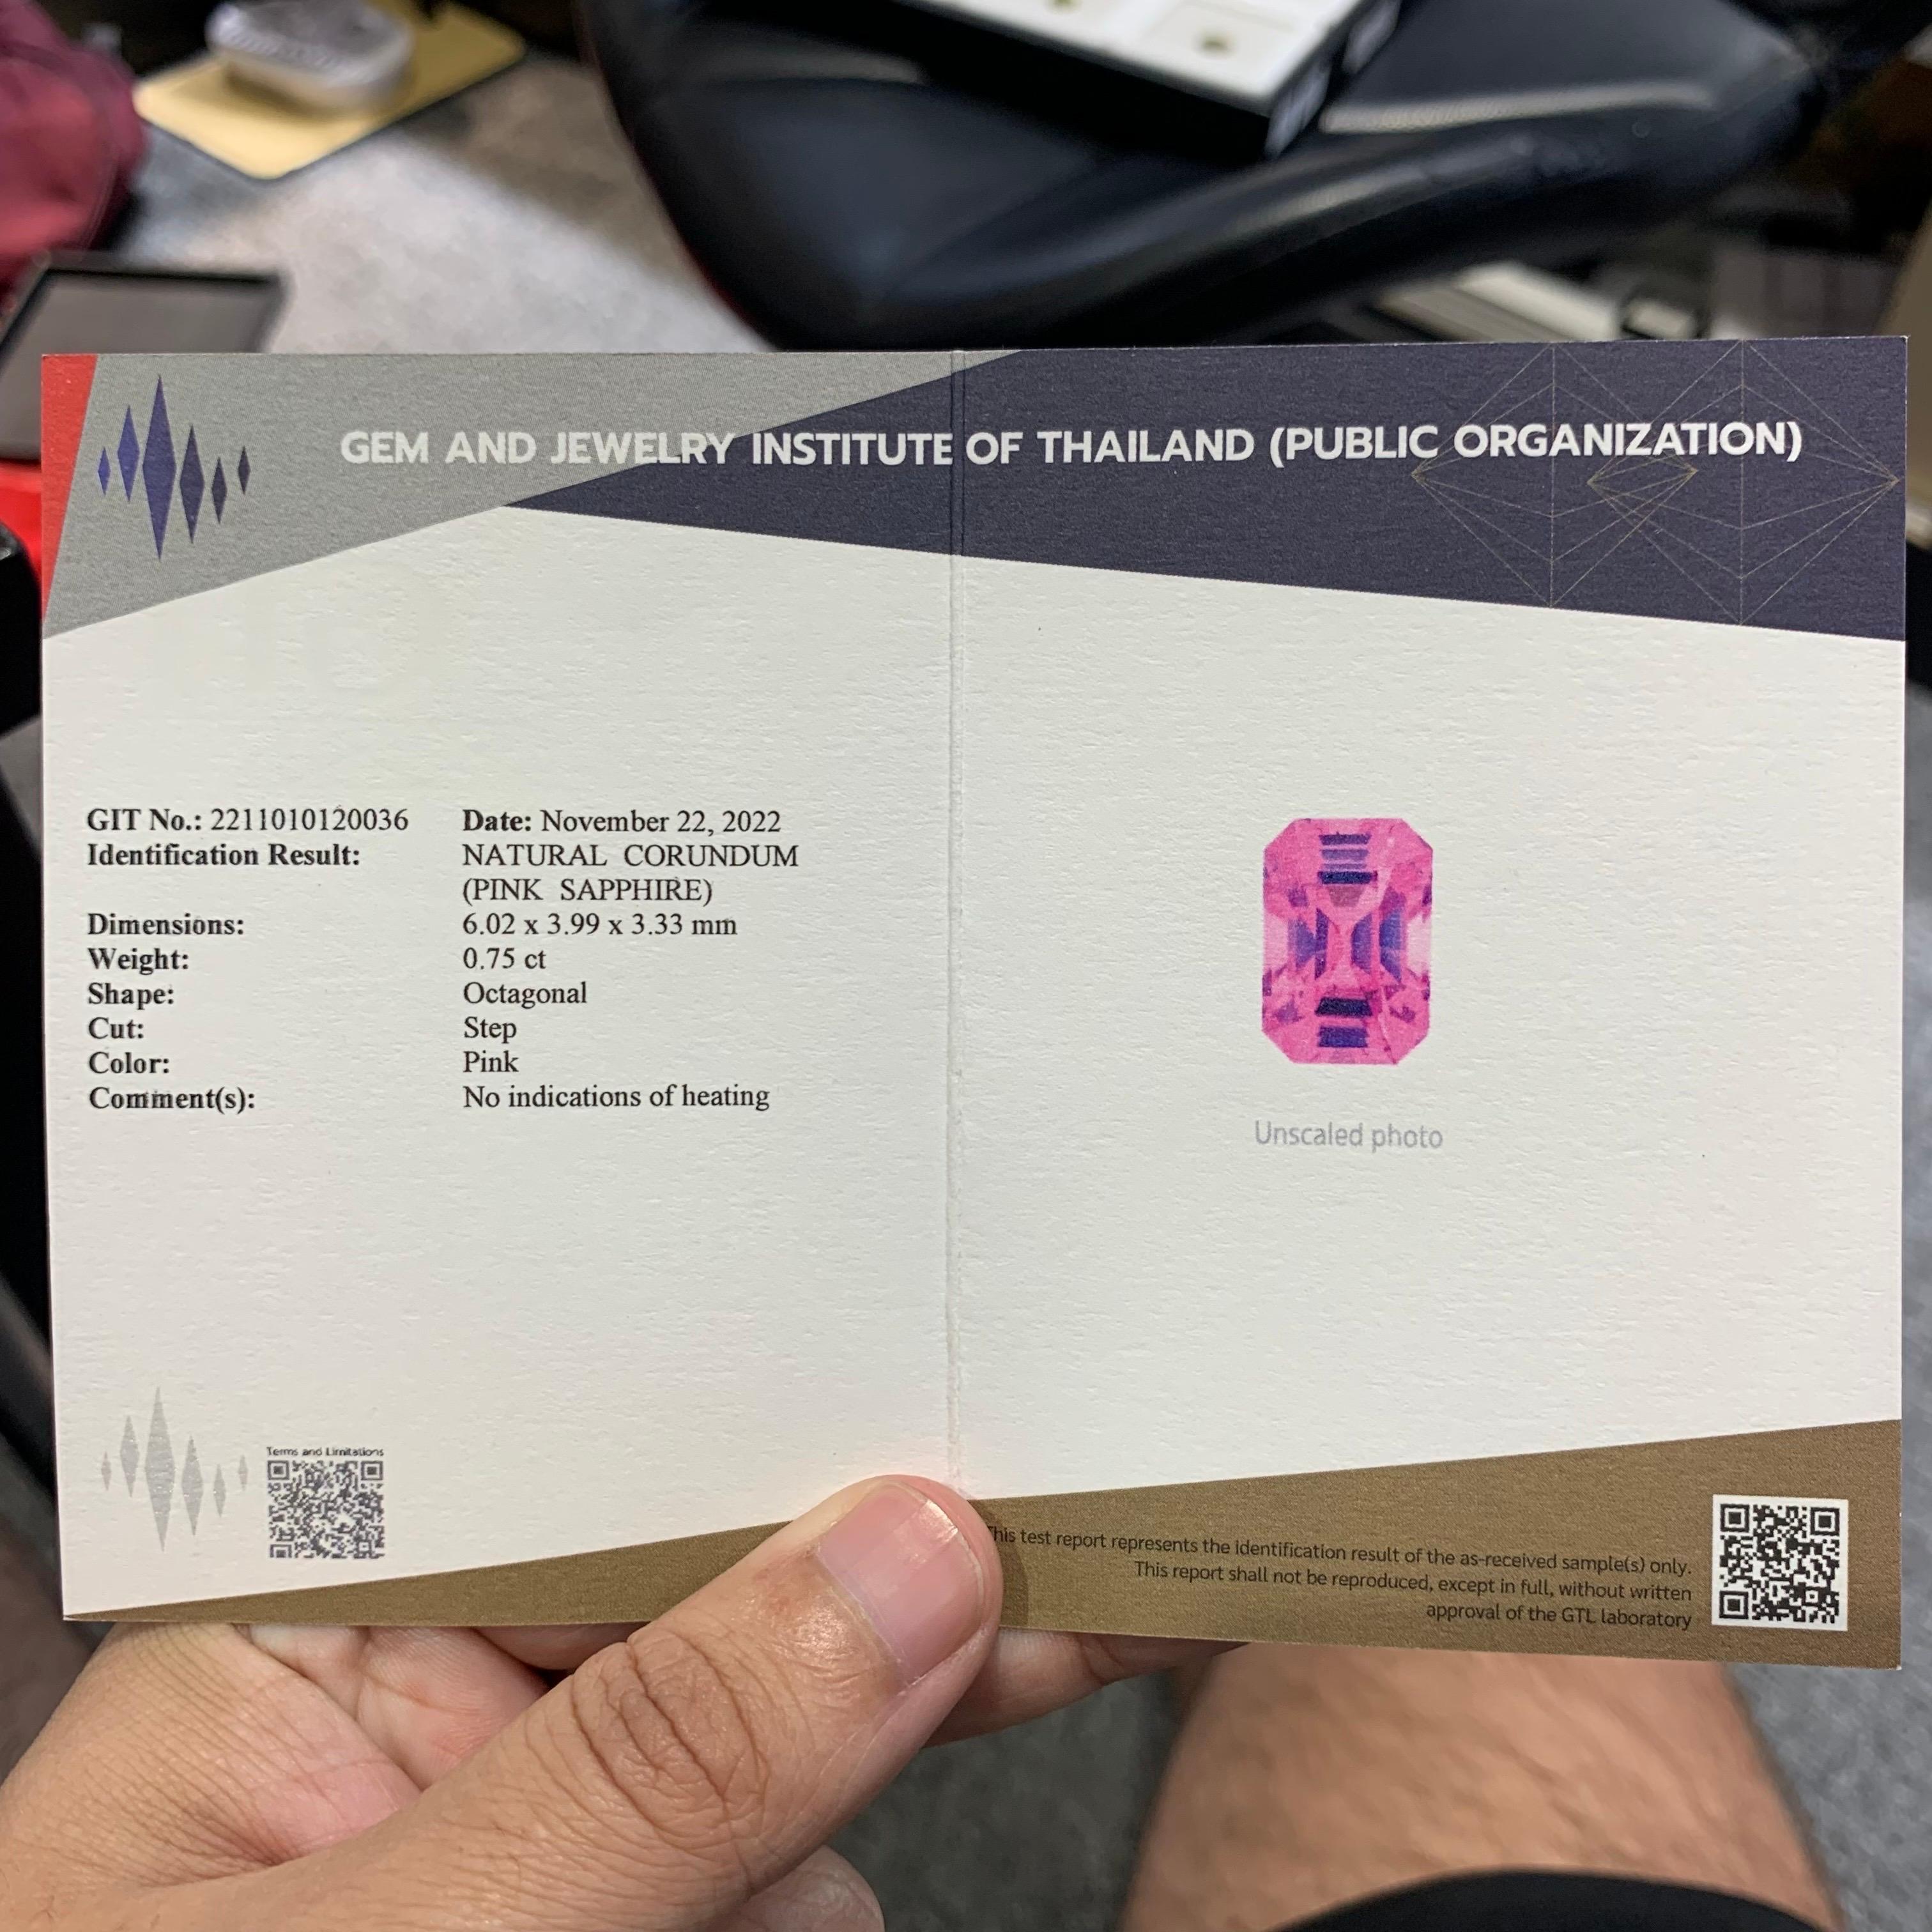 GEM AND JEWELRY INSTITUTE OF THAILAND (PUBLIC ORGANIZATION)
GIT No.: 2211010120036 Date: November 22, 2022
Identification Result: NATURAL CORUNDUM
(PINK SAPPHIRE)
Dimensions: 6.02 x 3.99 x 3.33 mm
Weight: 0.75 ct
Shape: Octagonal
Cut: Step
Color: Pink
Comment(s): No indications of heating
Unscaled photo
Terms and Limitations
This test report represents the identification result of the as-received sample(s) only.
This report shall not be reproduced, except in full, without written
approval of the GTL laboratory